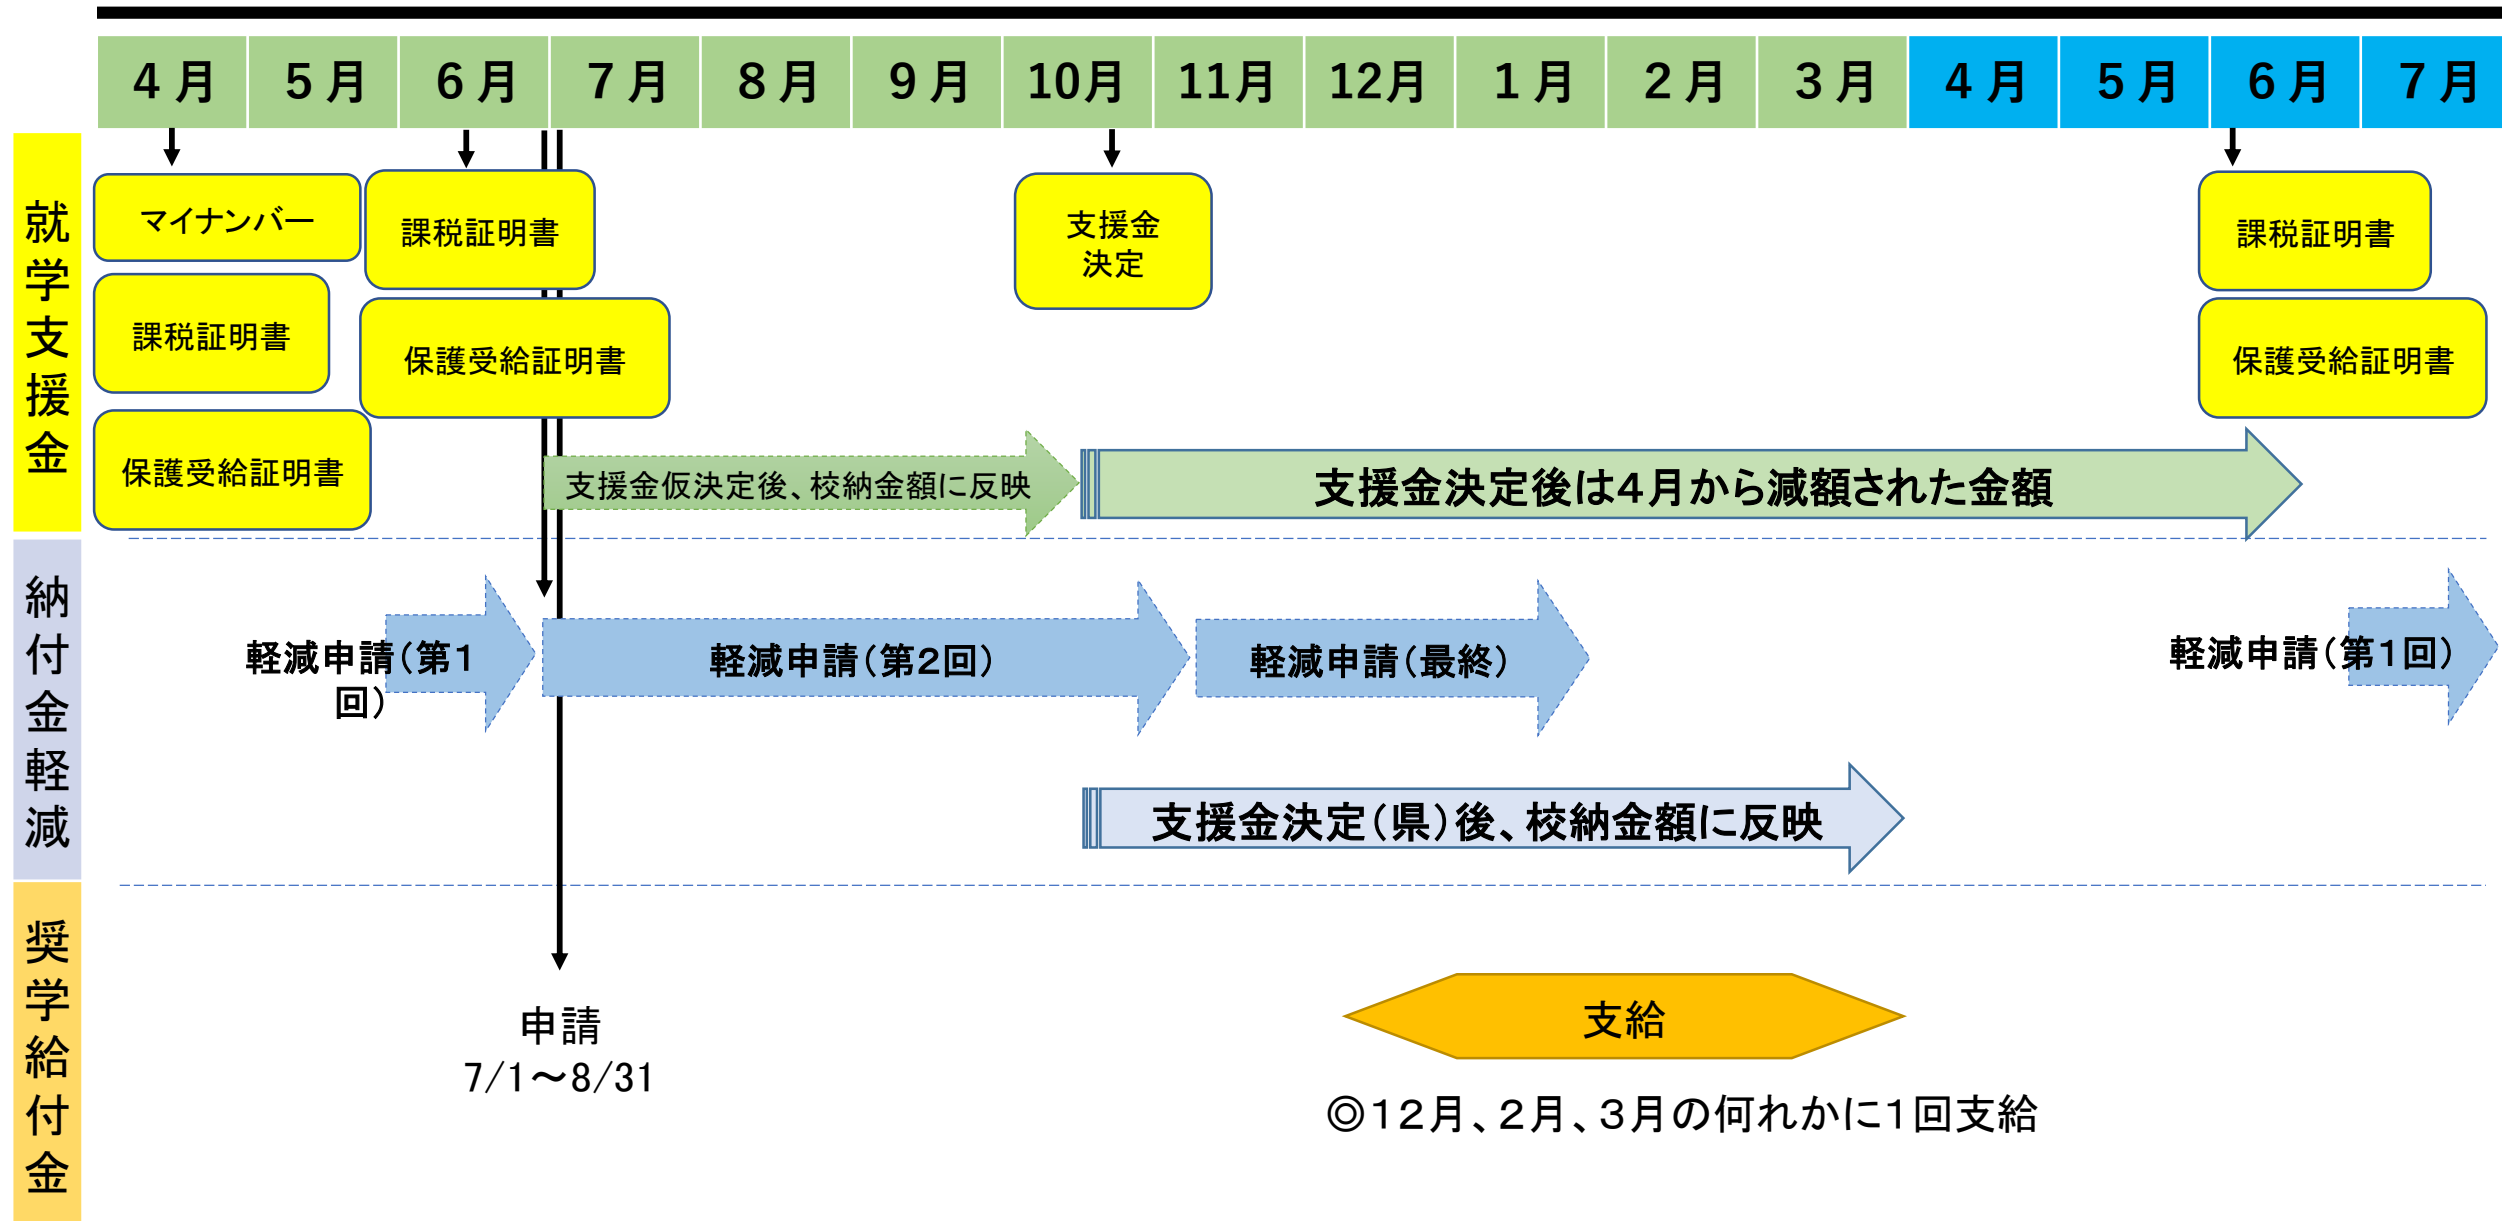 4月 5月 6月 7月 8月 9月 10月 11月 12月 1月 2月 3月 4月 5月 6月 7月
就学支援金
マイナンバー
課税証明書
保護受給証明書
課税証明書
保護受給証明書
支援金
決定
課税証明書
保護受給証明書
支援金仮決定後、校納金額に反映
支援金決定後は4月から減額された金額
納付金軽減
軽減申請(第1
回)
軽減申請(第2回)
軽減申請(最終)
軽減申請(第1回)
支援金決定(県)後、校納金額に反映
奨学給付金
申請
7/1～8/31
支給
◎12月、2月、3月の何れかに1回支給